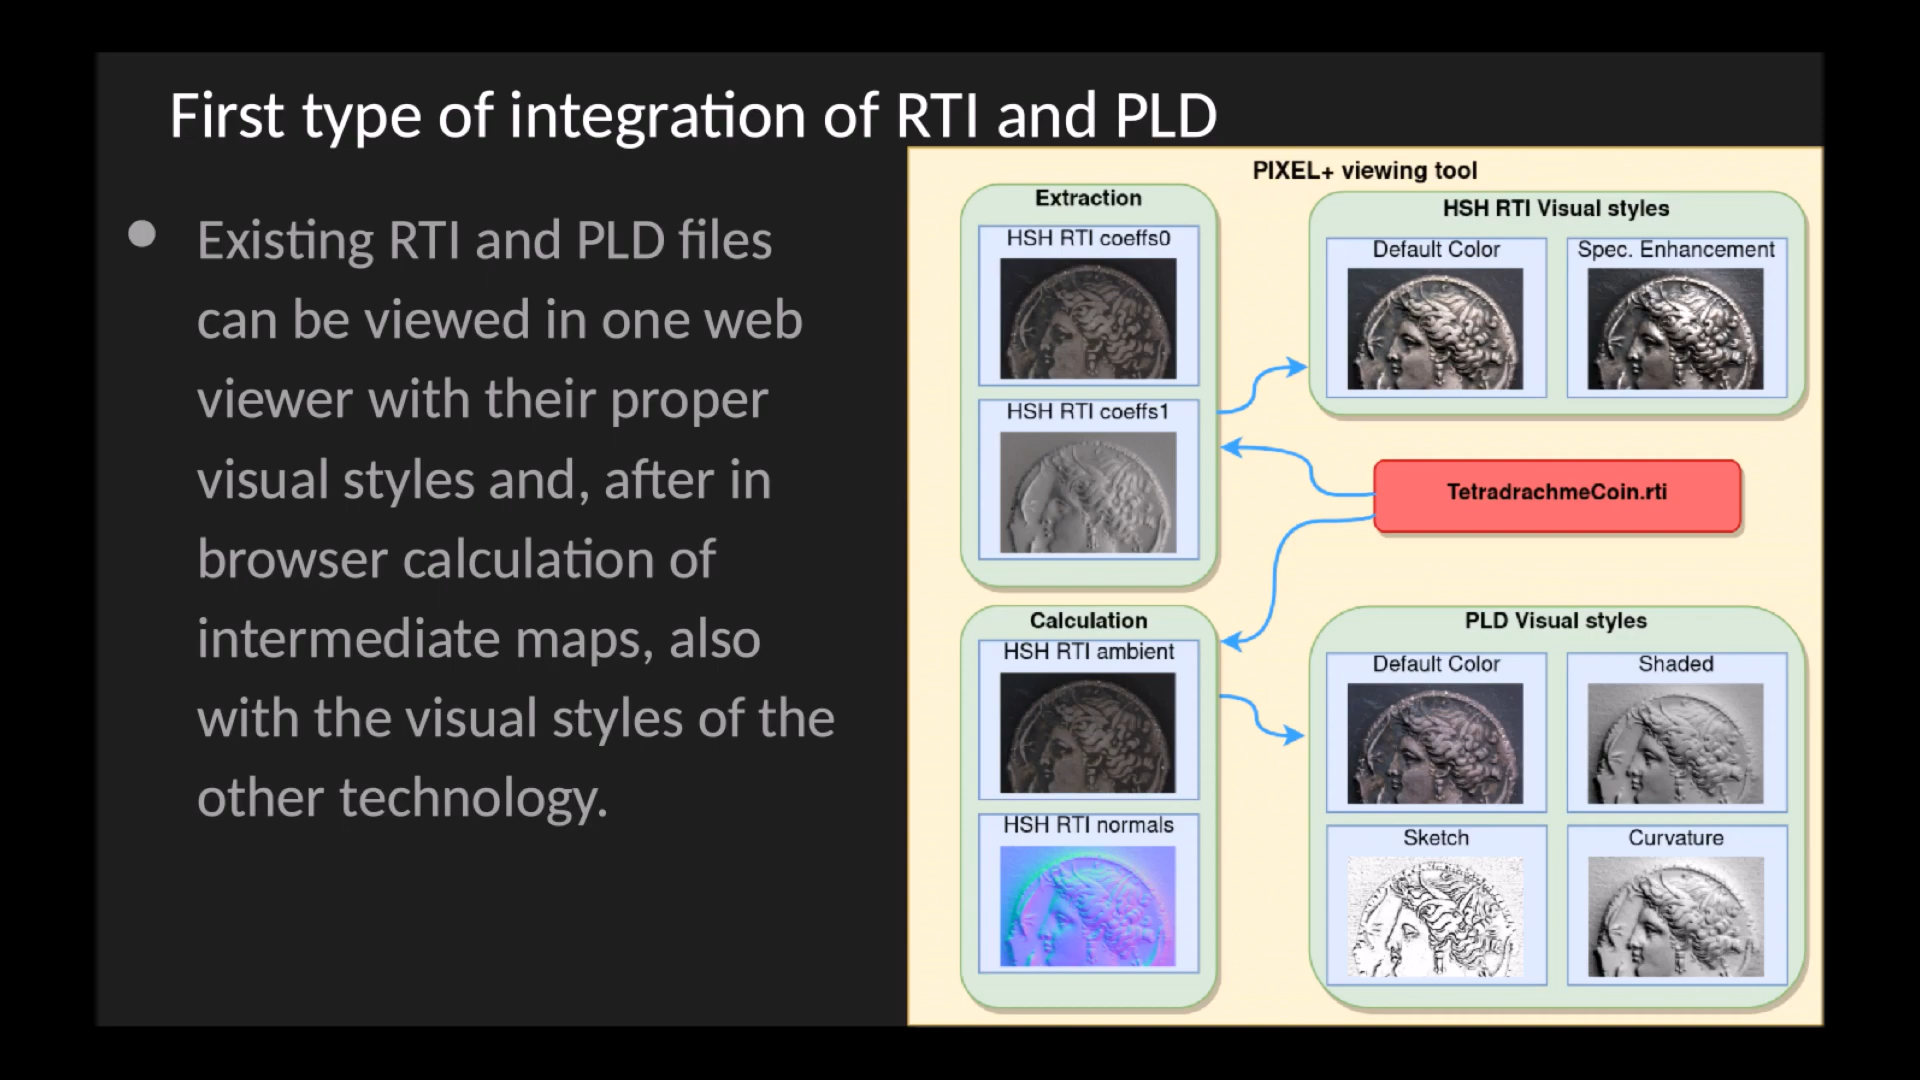 First type of integration of RTI and PLD
Existing RTI and PLD files
can be viewed in one web
viewer with their proper
visual styles and, after in
browser calculation of
intermediate maps, also
with the visual styles of the
other technology.
PIXEL+ viewing tool
Extraction
HSH RTI coeffs0
HSH RTI coeffs1
HSH RTI Visual styles
Default Color
Spec. Enhancement
TetradrachmeCoin.rti
Calculation
HSH RTI ambient
HSH RTI normals
PLD Visual styles
Default Color
Shaded
Sketch
Curvature